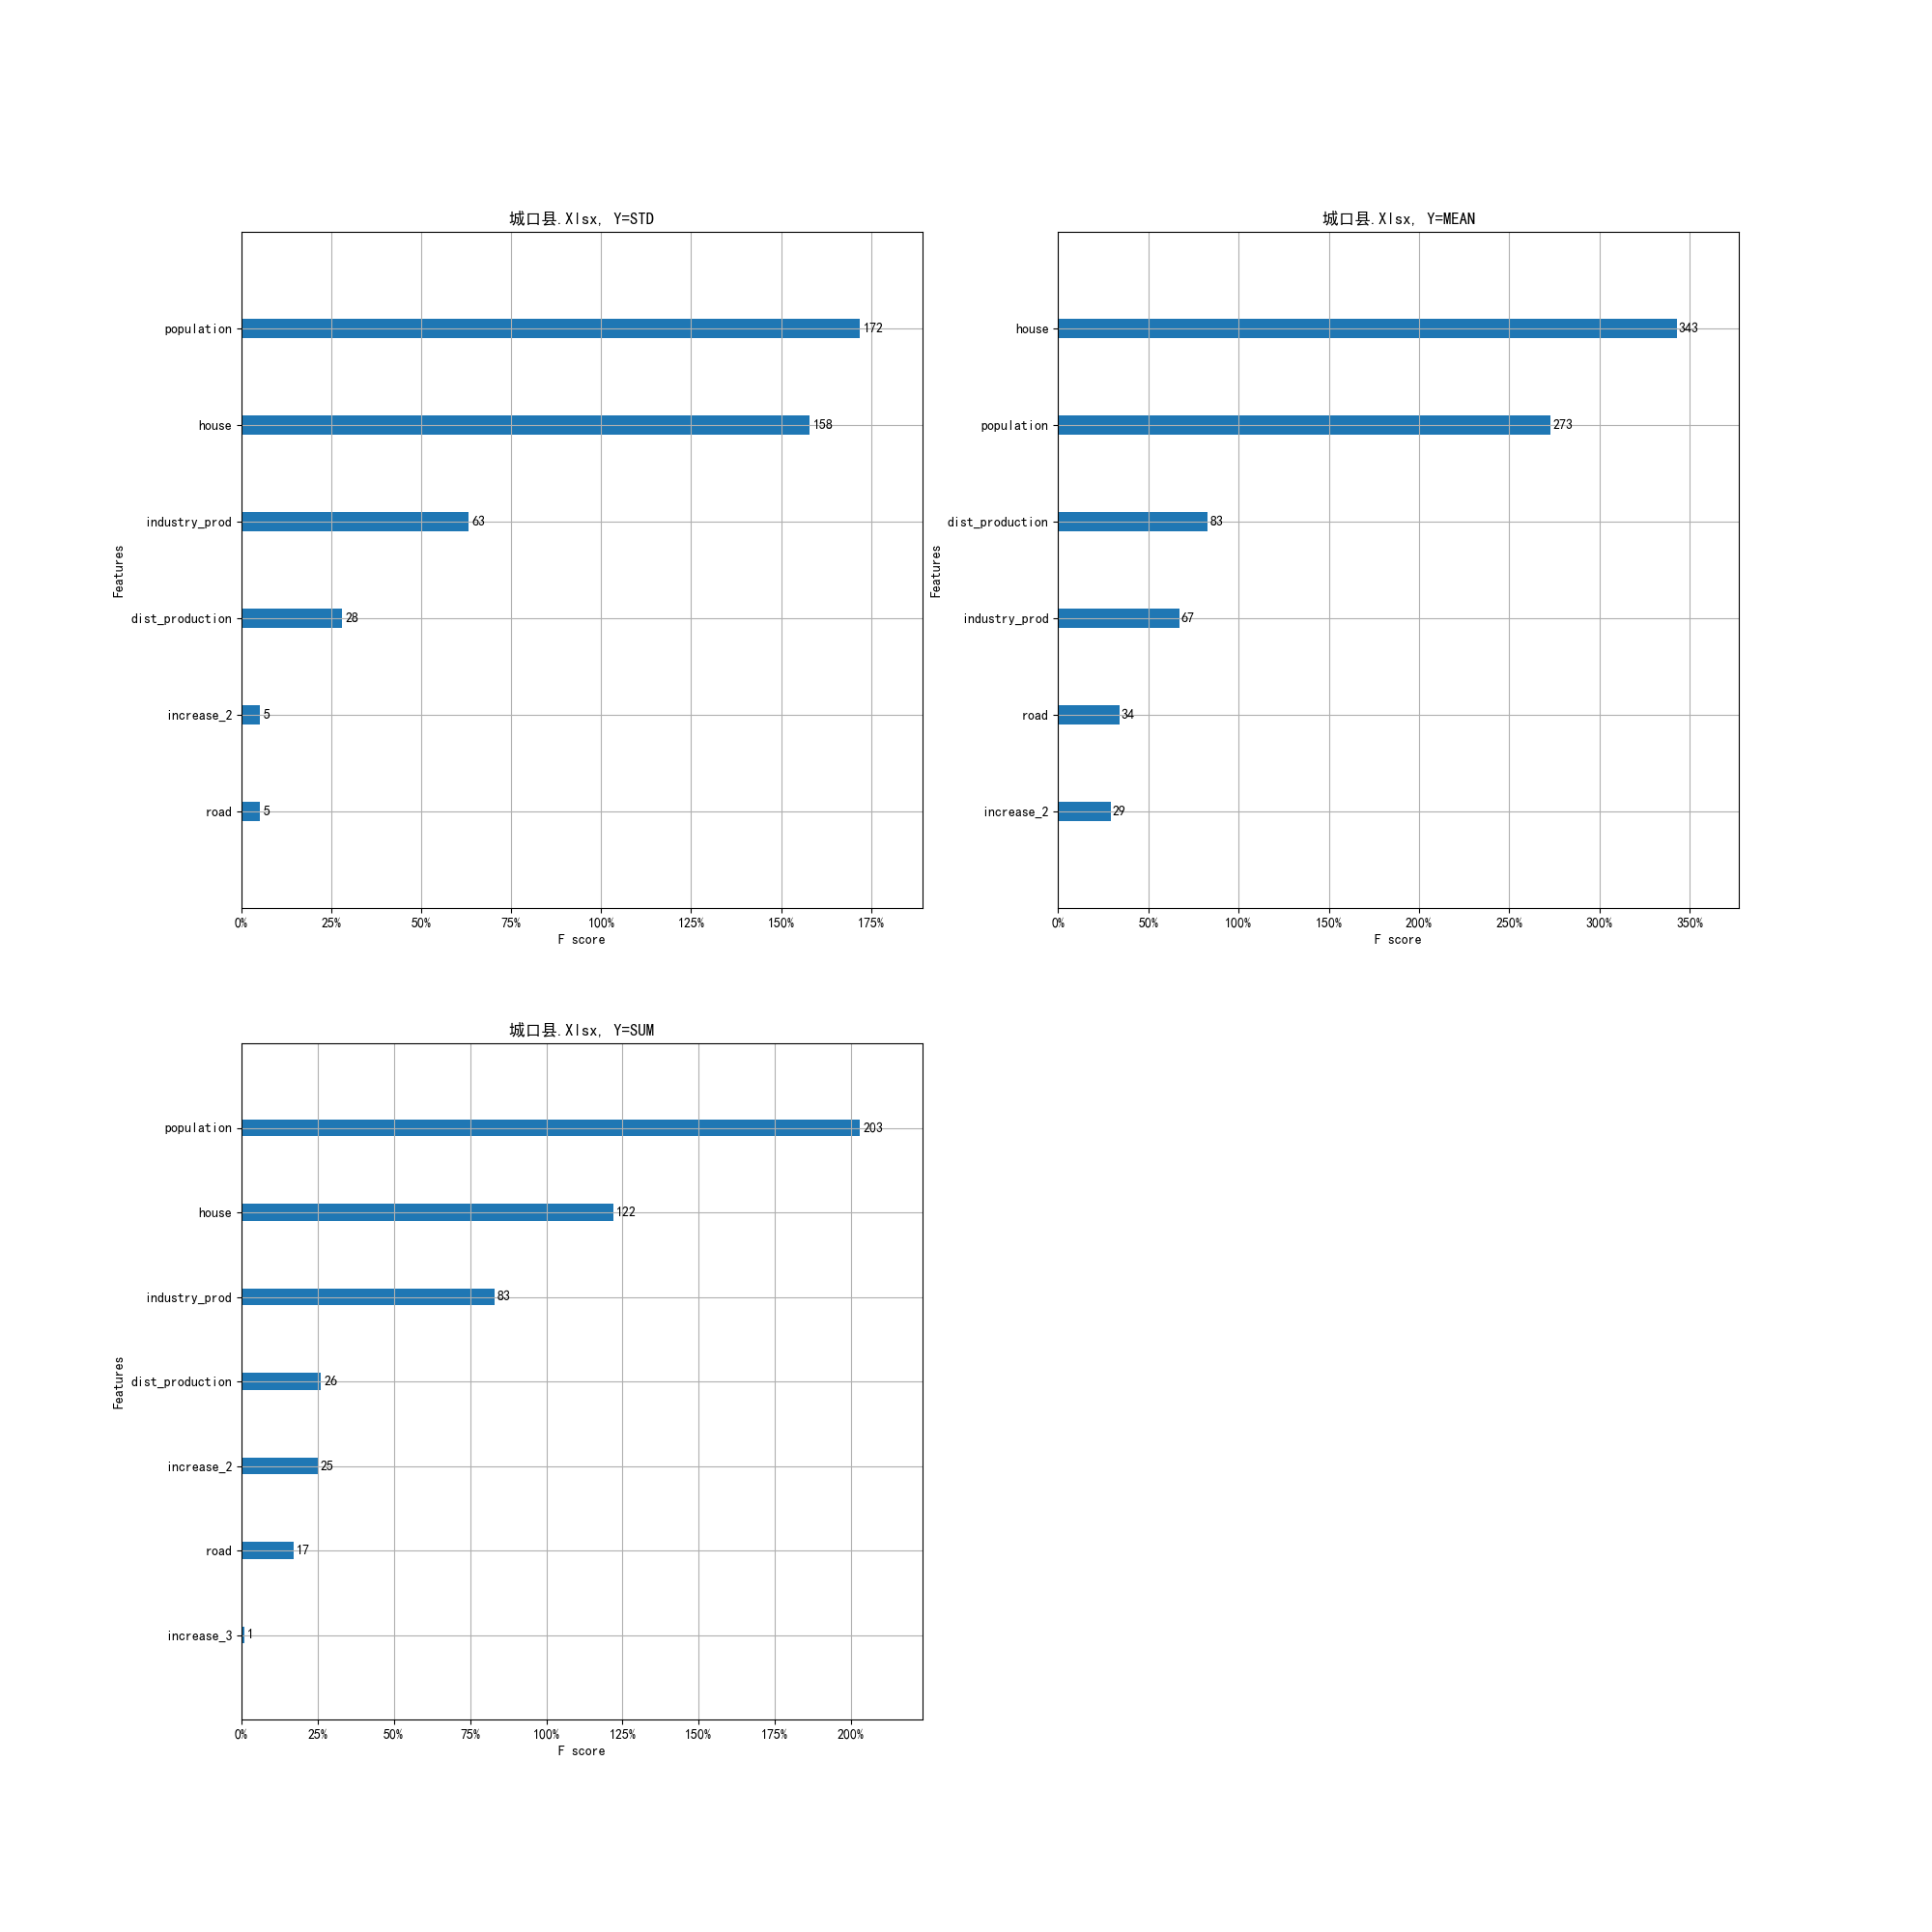 城口县.Xlsx, Y=STD
population
172
house
158
industry_prod
63
Features
dist_production
28
increase_2
5
road
5
0% 25% 50% 75% 100% 125% 150% 175%
F score
城口县.Xlsx, Y=MEAN
house
343
population
273
dist_production
83
Features
industry_prod
67
road
34
increase_2
29
0% 50% 100% 150% 200% 250% 300% 350%
F score
城口县.Xlsx, Y=SUM
population
203
house
122
industry_prod
83
Features
dist_production
26
increase_2
25
road
17
increase_3
1
0% 25% 50% 75% 100% 125% 150% 175% 200%
F score